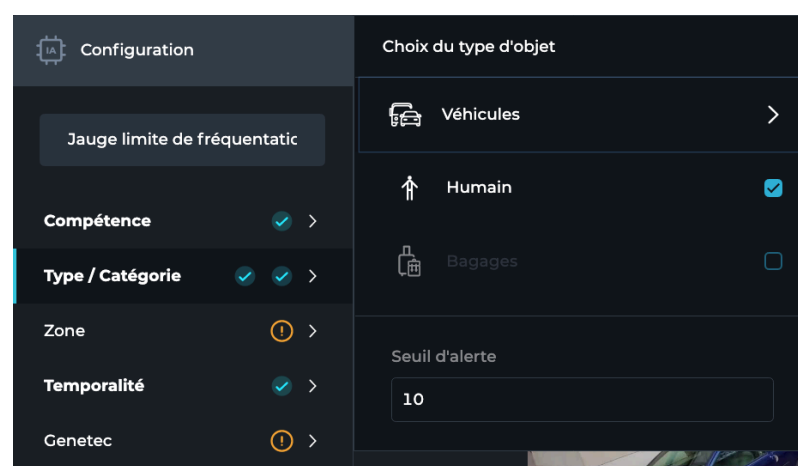 IA
Configuration
Jauge limite de fréquentatic
Compétence
Type / Catégorie
Zone
Temporalité
Genetec
Choix du type d'objet
Véhicules
Humain
Bagages
Seuil d'alerte
10